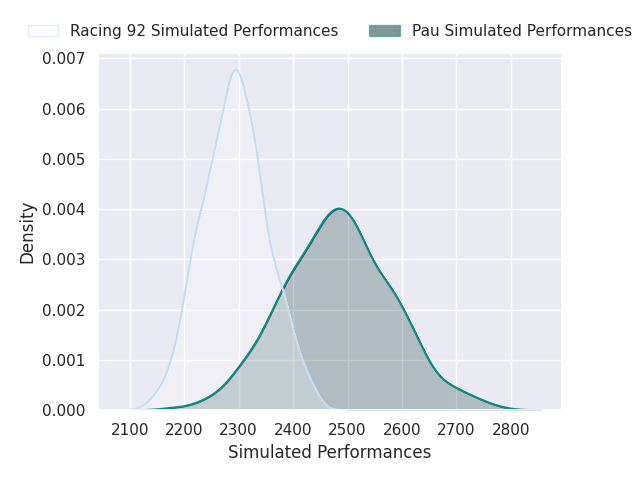 Racing 92 Simulated Performances
Pau Simulated Performances
0.007
0.006
0.005
0.004
0.003
0.002
0.001
0.000
Density
2100 2200 2300 2400 2500 2600 2700 2800
Simulated Performances